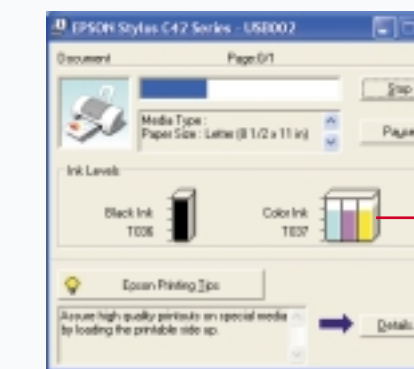 EPSON Stylus C42 Series - USB002
Document Page:0/1
Stop
Media Type :
Paper Size : Letter (8 1/2 x 11 in)
Pause
Ink Levels
Black Ink Color Ink
T036 T037
Epson Printing Tips
Assure high quality printouts on special media
by loading the printable side up.
Details